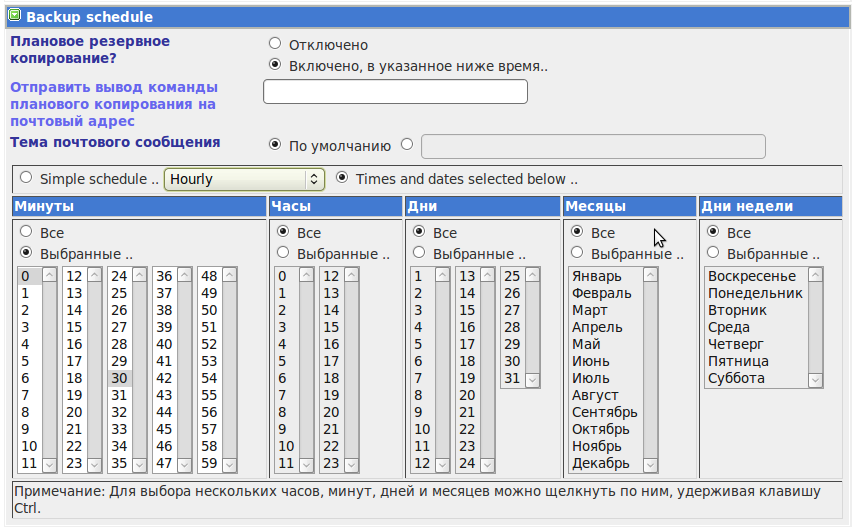 Backup schedule
Плановое резервное копирование?
Отключено
Включено, в указанное ниже время..
Отправить вывод команды планового копирования на почтовый адрес
Тема почтового сообщения
По умолчанию
Simple schedule ..
Hourly
Times and dates selected below ..
Минуты Часы Дни Месяцы Дни недели
Все Все Все Все Все
Выбранные .. Выбранные .. Выбранные .. Выбранные .. Выбранные ..
0 12 24 36 48 0 12 1 13 25 Январь Воскресенье
1 13 25 37 49 1 13 2 14 26 Февраль Понедельник
2 14 26 38 50 2 14 3 15 27 Март Вторник
3 15 27 39 51 3 15 4 16 28 Апрель Среда
4 16 28 40 52 4 16 5 17 29 Май Четверг
5 17 29 41 53 5 17 6 18 30 Июнь Пятница
6 18 30 42 54 6 18 7 19 31 Июль Суббота
7 19 31 43 55 7 19 8 20 Август
8 20 32 44 56 8 20 9 21 Сентябрь
9 21 33 45 57 9 21 10 22 Октябрь
10 22 34 46 58 10 22 11 23 Ноябрь
11 23 35 47 59 11 23 12 24 Декабрь
Примечание: Для выбора нескольких часов, минут, дней и месяцев можно щелкнуть по ним, удерживая клавишу
Ctrl.